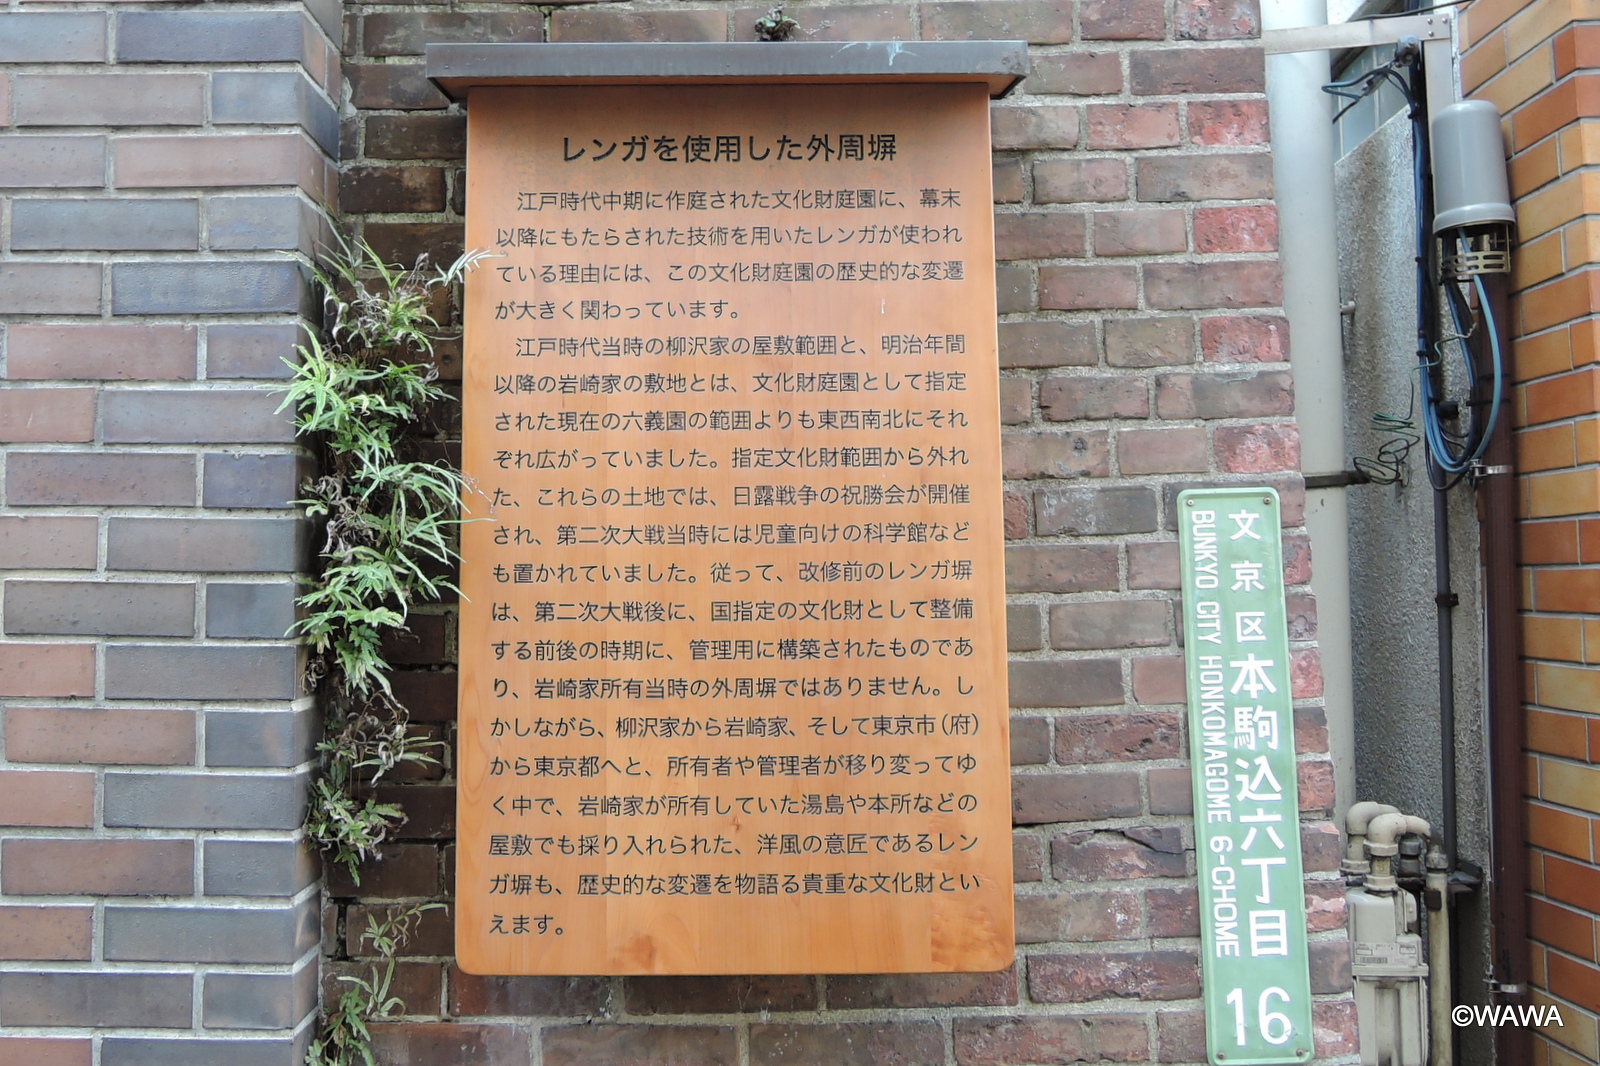 レンガを使用した外周塀
江戸時代中期に作庭された文化財庭園に、幕末
以降にもたらされた技術を用いたレンガが使われ
ている理由には、この文化財庭園の歴史的な変遷
が大きく関わっています。
江戸時代当時の柳沢家の屋敷範囲と、明治年間
以降の岩崎家の敷地とは、文化財庭園として指定
された現在の六義園の範囲よりも東西南北にそれ
ぞれ広がっていました。指定文化財範囲から外れ
た、これらの土地では、日露戦争の祝勝会が開催
され、第二次大戦当時には児童向けの科学館など
も置かれていました。従って、改修前のレンガ塀
は、第二次大戦後に、国指定の文化財として整備
する前後の時期に、管理用に構築されたものであ
り、岩崎家所有当時の外周塀ではありません。し
かしながら、柳沢家から岩崎家、そして東京市（府）
から東京都へと、所有者や管理者が移り変ってゆ
く中で、岩崎家が所有していた湯島や本所などの
屋敷でも採り入れられた、洋風の意匠であるレン
ガ塀も、歴史的な変遷を物語る貴重な文化財とい
えます。
文京区本駒込六丁目 16
BUNKYO CITY HONKOMAGOME 6-CHOME
©WAWA